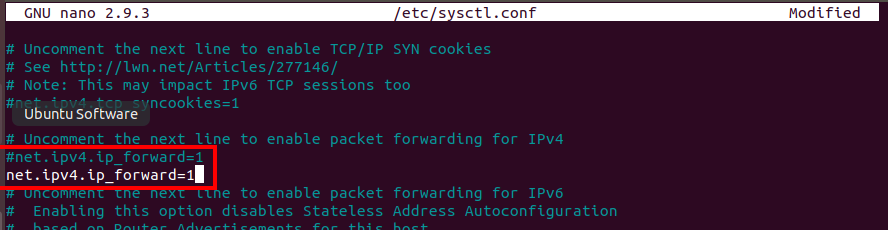 GNU nano 2.9.3 /etc/sysctl.conf Modified
# Uncomment the next line to enable TCP/IP SYN cookies
# See http://lwn.net/Articles/277146/
# Note: This may impact IPv6 TCP sessions too
#net.ipv4.tcp_syncookies=1
Ubuntu Software
# Uncomment the next line to enable packet forwarding for IPv4
#net.ipv4.ip_forward=1
net.ipv4.ip_forward=1
# Uncomment the next line to enable packet forwarding for IPv6
#  Enabling this option disables Stateless Address Autoconfiguration
#  based on Router Advertisements for this host